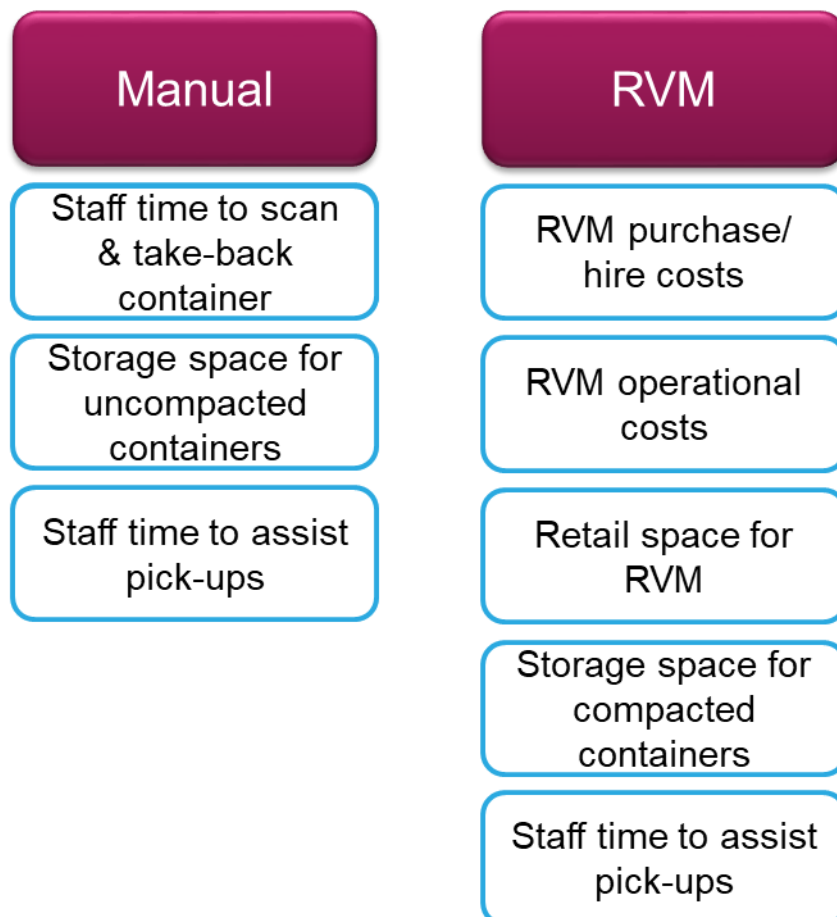 Manual
Staff time to scan
& take-back
container
Storage space for
uncompacted
containers
Staff time to assist
pick-ups
RVM
RVM purchase/
hire costs
RVM operational
costs
Retail space for
RVM
Storage space for
compacted
containers
Staff time to assist
pick-ups